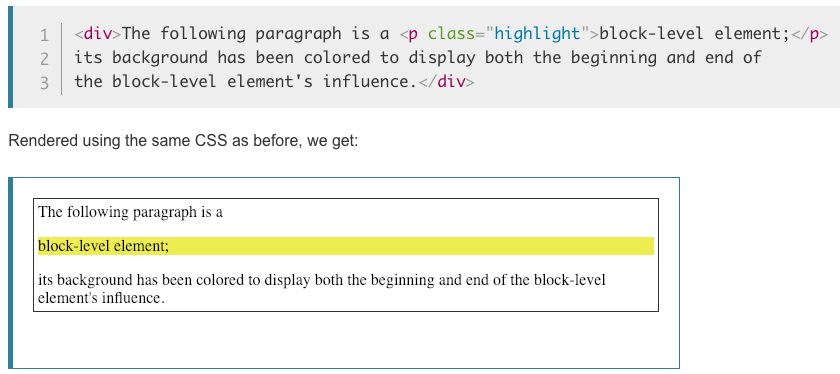 1 <div>The following paragraph is a <p class="highlight">block-level element;</p>
2 its background has been colored to display both the beginning and end of
3 the block-level element's influence.</div>
Rendered using the same CSS as before, we get:
The following paragraph is a
block-level element;
its background has been colored to display both the beginning and end of the block-level
element's influence.